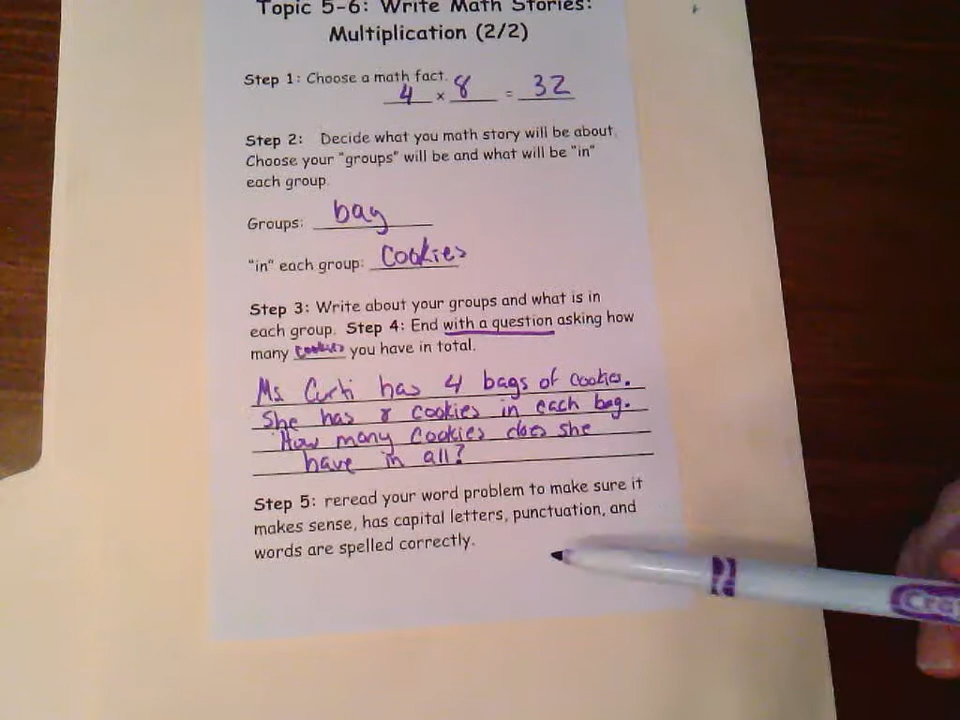 Topic 5-6: Write Math Stories:
Multiplication (2/2)
Step 1: Choose a math fact.
4 × 8 = 32
Step 2: Decide what you math story will be about.
Choose your "groups" will be and what will be "in"
each group.
Groups: bag
"in" each group: cookies
Step 3: Write about your groups and what is in
each group. Step 4: End with a question asking how
many cookies you have in total.
Ms. Curti has 4 bags of cookies.
She has 8 cookies in each bag.
How many cookies does she
have in all?
Step 5: reread your word problem to make sure it
makes sense, has capital letters, punctuation, and
words are spelled correctly.
Cray